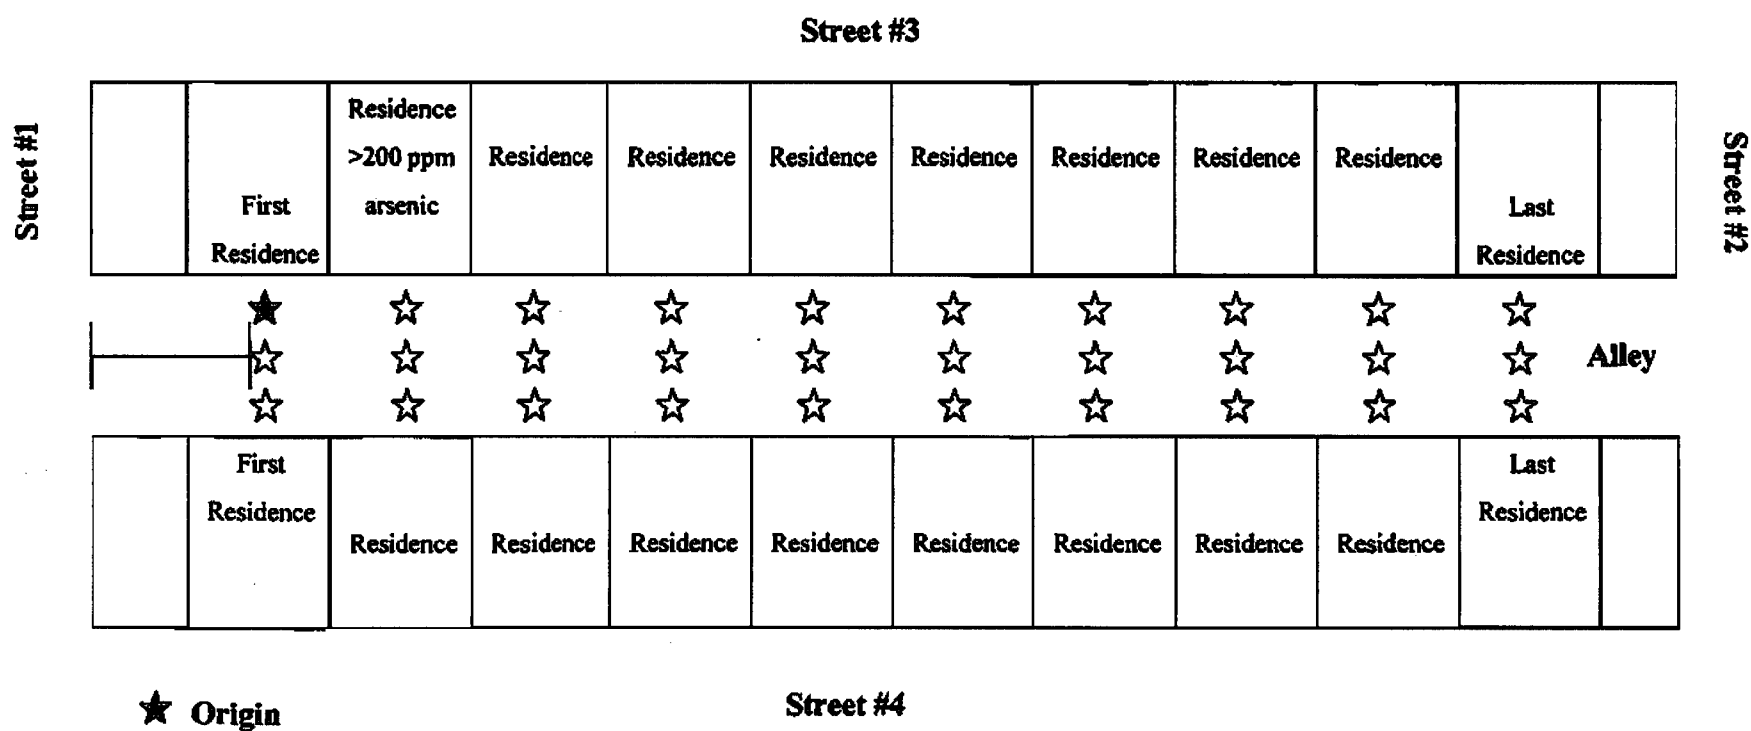 Street #3
Street #1
First
Residence
Residence
>200 ppm
arsenic
Residence
Residence
Residence
Residence
Residence
Residence
Residence
Last
Residence
Street #2
Alley
First
Residence
Residence
Residence
Residence
Residence
Residence
Residence
Residence
Residence
Last
Residence
Origin
Street #4